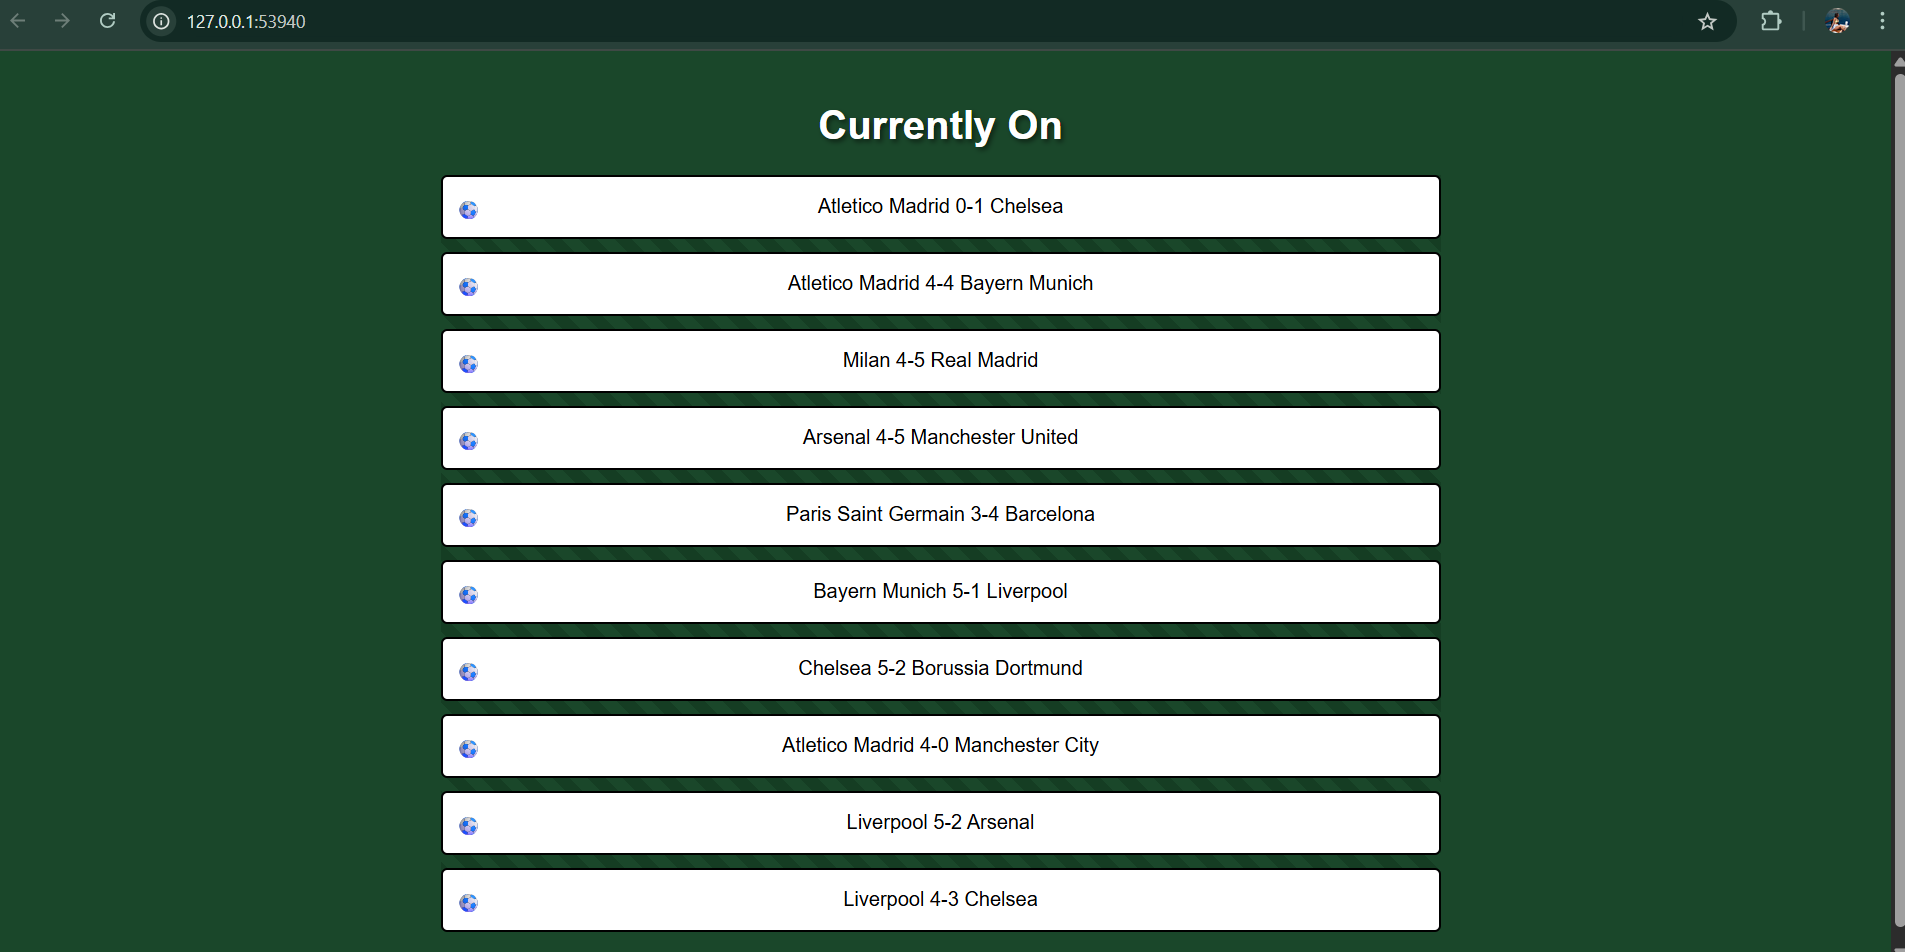 127.0.0.1:53940
Currently On
Atletico Madrid 0-1 Chelsea
Atletico Madrid 4-4 Bayern Munich
Milan 4-5 Real Madrid
Arsenal 4-5 Manchester United
Paris Saint Germain 3-4 Barcelona
Bayern Munich 5-1 Liverpool
Chelsea 5-2 Borussia Dortmund
Atletico Madrid 4-0 Manchester City
Liverpool 5-2 Arsenal
Liverpool 4-3 Chelsea